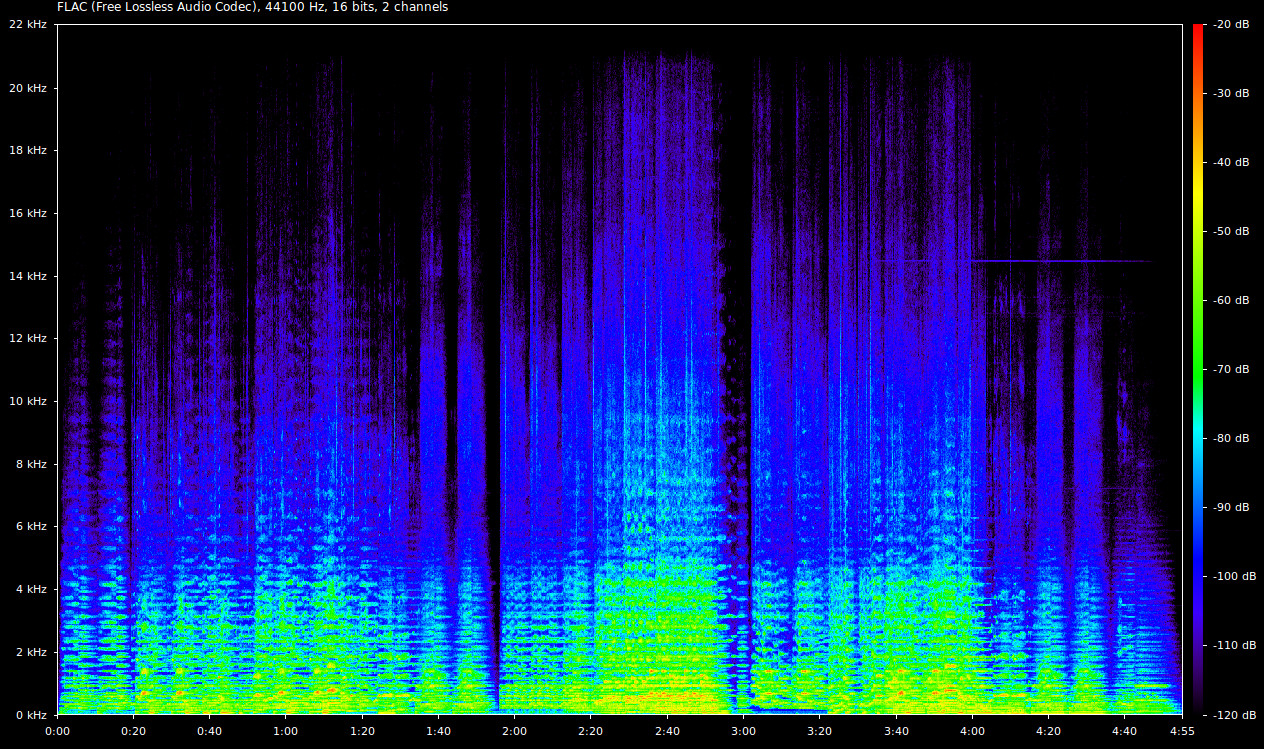 FLAC (Free Lossless Audio Codec), 44100 Hz, 16 bits, 2 channels
22 kHz
20 kHz
18 kHz
16 kHz
14 kHz
12 kHz
10 kHz
8 kHz
6 kHz
4 kHz
2 kHz
0 kHz
0:00 0:20 0:40 1:00 1:20 1:40 2:00 2:20 2:40 3:00 3:20 3:40 4:00 4:20 4:40 4:55
-20 dB
-30 dB
-40 dB
-50 dB
-60 dB
-70 dB
-80 dB
-90 dB
-100 dB
-110 dB
-120 dB